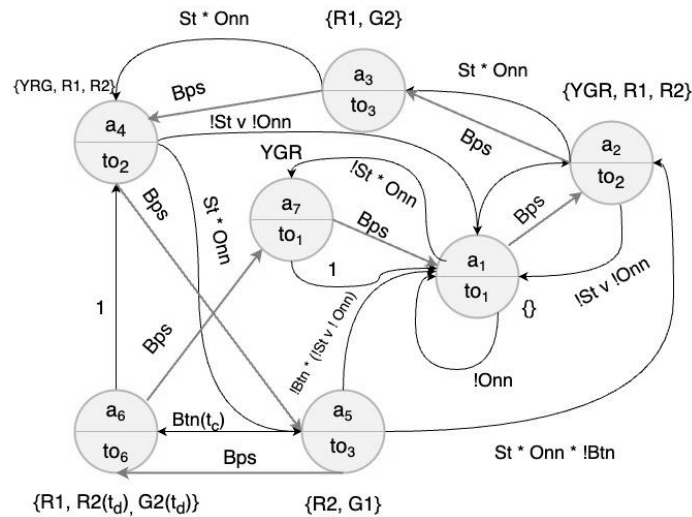 St * Onn
{R1, G2}
a3
to3
St * Onn
{YGR, R1, R2}
{YRG, R1, R2}
Bps
a4
to2
!St v !Onn
Bps
a2
to2
YGR
!St * Onn
a7
to1
Bps
St * Onn
Bps
Bps
a1
to1
1
{}
!St v !Onn
1
Bps
!Btn * (!St v ! Onn)
!Onn
a6
to6
Btn(tc)
a5
to3
Bps
St * Onn * !Btn
{R1, R2(td), G2(td)}
{R2, G1}